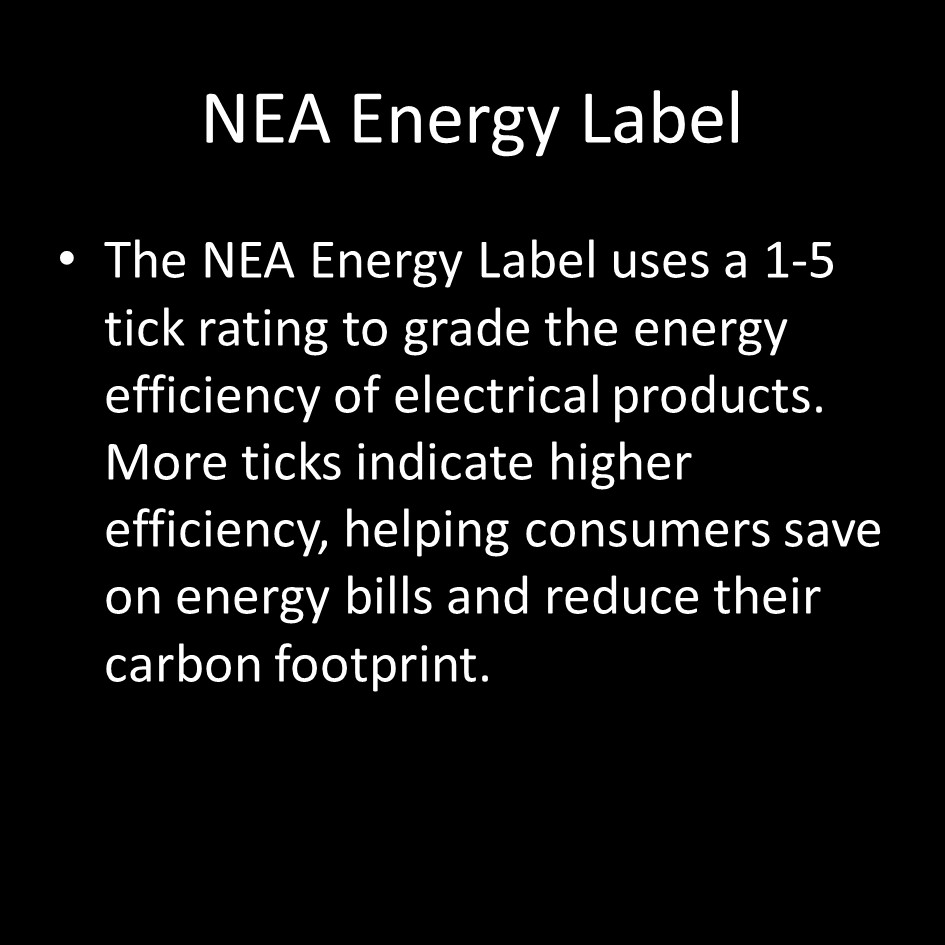 NEA Energy Label
• The NEA Energy Label uses a 1-5
tick rating to grade the energy
efficiency of electrical products.
More ticks indicate higher
efficiency, helping consumers save
on energy bills and reduce their
carbon footprint.